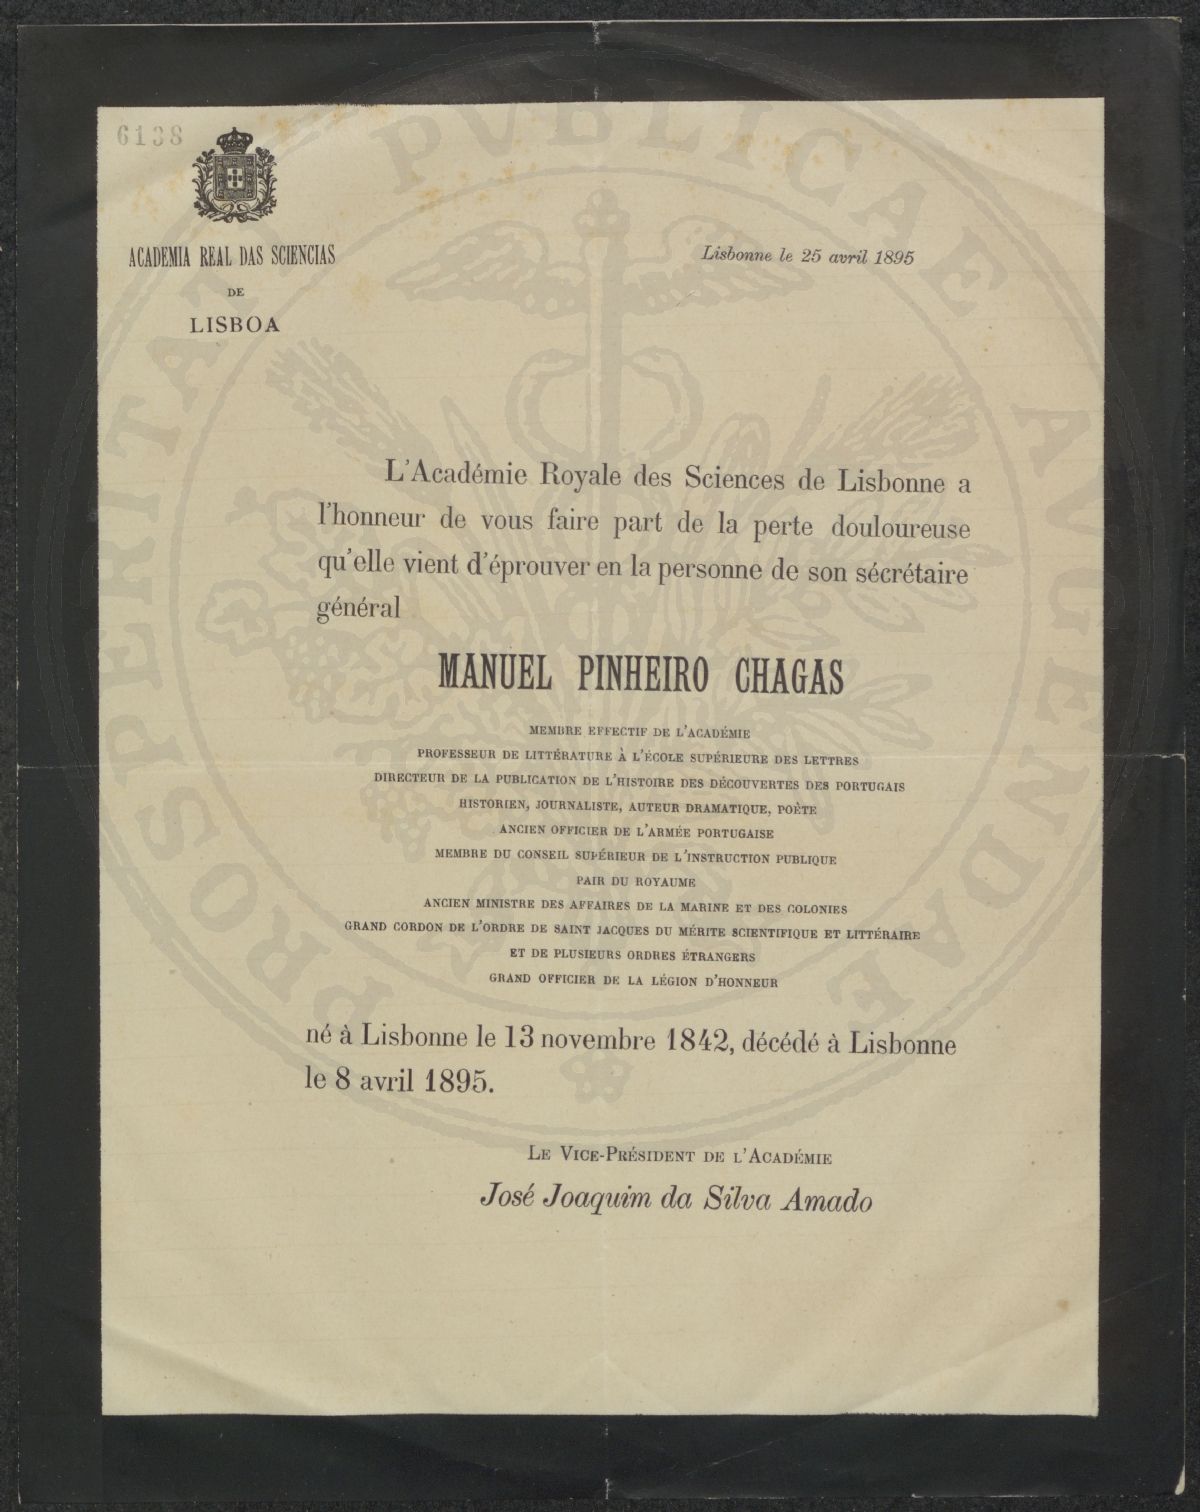 6138
ACADEMIA REAL DAS SCIENCIAS
DE
LISBOA
Lisbonne le 25 avril 1895
L'Académie Royale des Sciences de Lisbonne a
l'honneur de vous faire part de la perte douloureuse
qu'elle vient d'éprouver en la personne de son sécrétaire
général
MANUEL PINHEIRO CHAGAS
MEMBRE EFFECTIF DE L'ACADÉMIE
PROFESSEUR DE LITTÉRATURE À L'ÉCOLE SUPÉRIEURE DES LETTRES
DIRECTEUR DE LA PUBLICATION DE L'HISTOIRE DES DÉCOUVERTES DES PORTUGAIS
HISTORIEN, JOURNALISTE, AUTEUR DRAMATIQUE, POÈTE
ANCIEN OFFICIER DE L'ARMÉE PORTUGAISE
MEMBRE DU CONSEIL SUPÉRIEUR DE L'INSTRUCTION PUBLIQUE
PAIR DU ROYAUME
ANCIEN MINISTRE DES AFFAIRES DE LA MARINE ET DES COLONIES
GRAND CORDON DE L'ORDRE DE SAINT JACQUES DU MÉRITE SCIENTIFIQUE ET LITTÉRAIRE
ET DE PLUSIEURS ORDRES ÉTRANGERS
GRAND OFFICIER DE LA LÉGION D'HONNEUR
né à Lisbonne le 13 novembre 1842, décédé à Lisbonne
le 8 avril 1895.
LE VICE-PRÉSIDENT DE L'ACADÉMIE
José Joaquim da Silva Amado
PROSPERITATI PVBLICAE AVGENDAE